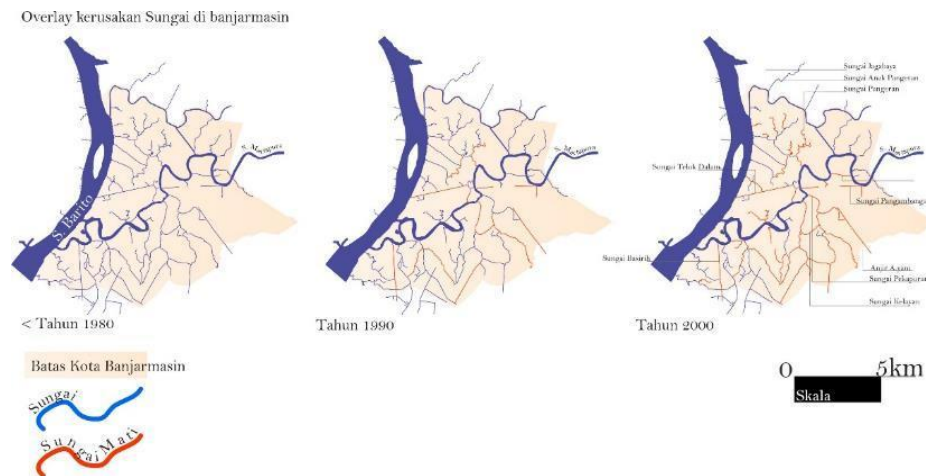 Overlay kerusakan Sungai di banjarmasin
S. Barito
S. Martapura
< Tahun 1980
S. Martapura
Tahun 1990
Sungai Jagabaya
Sungai Anak Pangeran
Sungai Pangeran
S. Martapura
Sungai Teluk Dalam
Sungai Pangambangan
Sungai Basirih
Anjir Ayani
Sungai Pekapuran
Sungai Kelayan
Tahun 2000
Batas Kota Banjarmasin
Sungai
Sungai Mati
0 5km
Skala